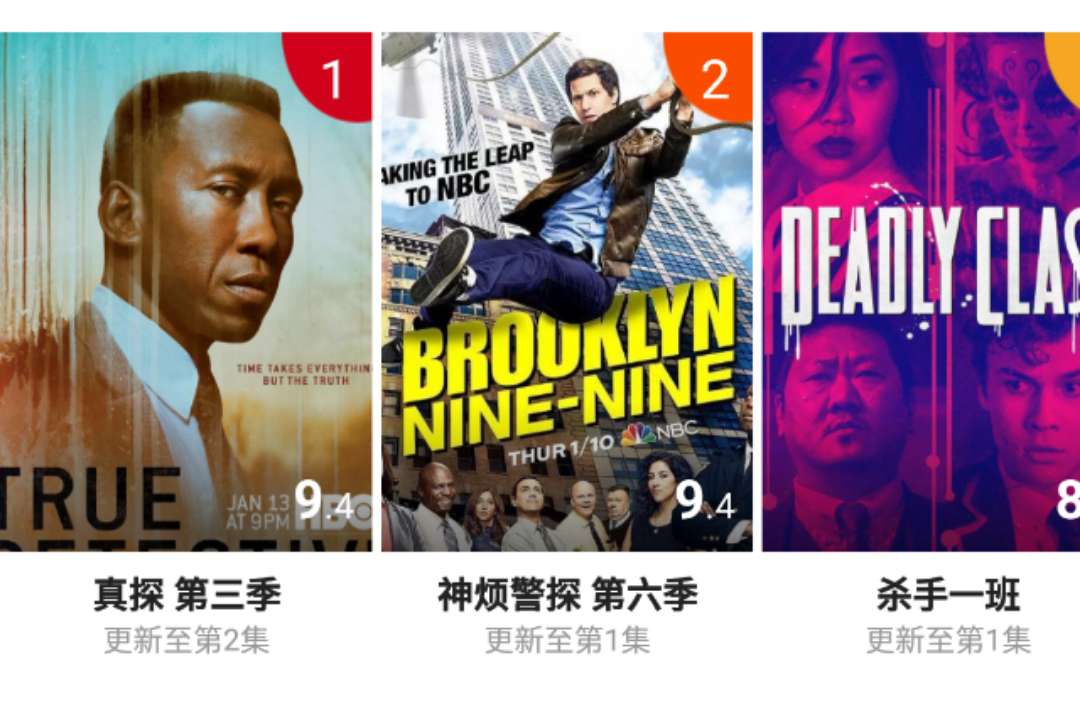 1
TIME TAKES EVERYTHING
BUT THE TRUTH
TRUE
DETECTIVE
JAN 13
AT 9PM HBO
9.4
真探 第三季
更新至第2集
2
AKING THE LEAP
TO NBC
BROOKLYN
NINE-NINE
THUR 1/10 NBC
9.4
神烦警探 第六季
更新至第1集
DEADLY CLAS
8
杀手一班
更新至第1集